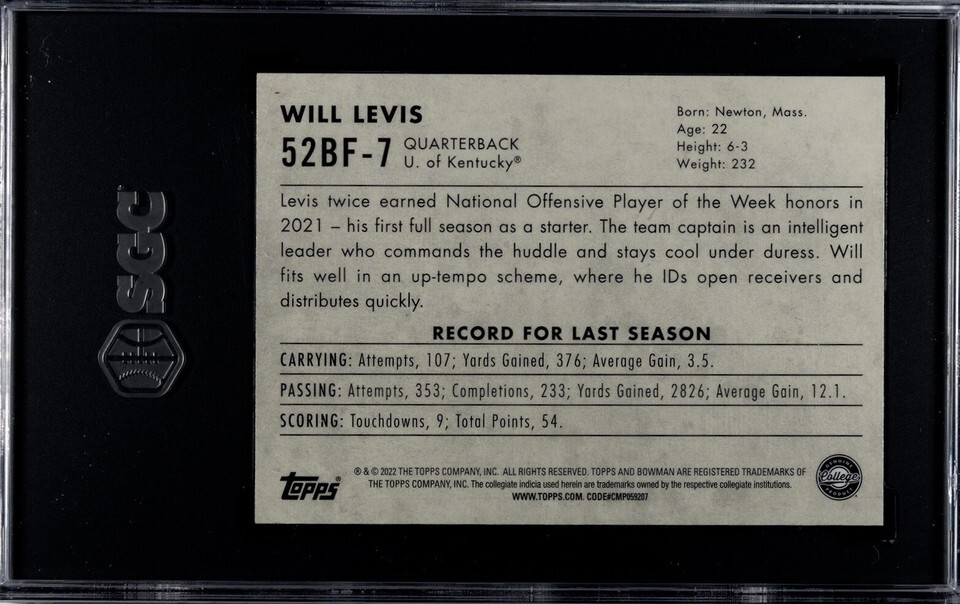 SGC
WILL LEVIS
52BF-7 QUARTERBACK
U. of Kentucky®
Born: Newton, Mass.
Age: 22
Height: 6-3
Weight: 232
Levis twice earned National Offensive Player of the Week honors in
2021 – his first full season as a starter. The team captain is an intelligent
leader who commands the huddle and stays cool under duress. Will
fits well in an up-tempo scheme, where he IDs open receivers and
distributes quickly.
RECORD FOR LAST SEASON
CARRYING: Attempts, 107; Yards Gained, 376; Average Gain, 3.5.
PASSING: Attempts, 353; Completions, 233; Yards Gained, 2826; Average Gain, 12.1.
SCORING: Touchdowns, 9; Total Points, 54.
Topps®
® & © 2022 THE TOPPS COMPANY, INC. ALL RIGHTS RESERVED. TOPPS AND BOWMAN ARE REGISTERED TRADEMARKS OF
THE TOPPS COMPANY, INC. The collegiate indicia used herein are trademarks owned by the respective collegiate institutions.
WWW.TOPPS.COM. CODE#CMP059207
GENUINE
College
PRODUCT